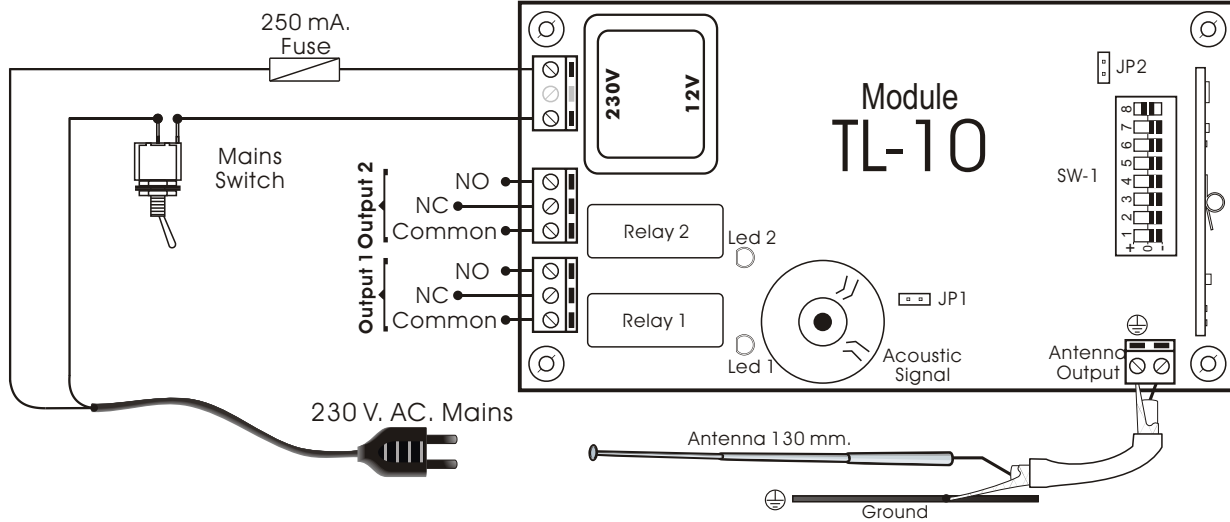 250 mA.
Fuse
230V
12V
Module
TL-10
JP2
SW-1
8
7
6
5
4
3
2
1
+ 0 -
Mains
Switch
Output 2
NO
NC
Common
Relay 2
Led 2
Output 1
NO
NC
Common
Relay 1
Led 1
JP1
Acoustic
Signal
Antenna
Output
230 V. AC. Mains
Antenna 130 mm.
Ground